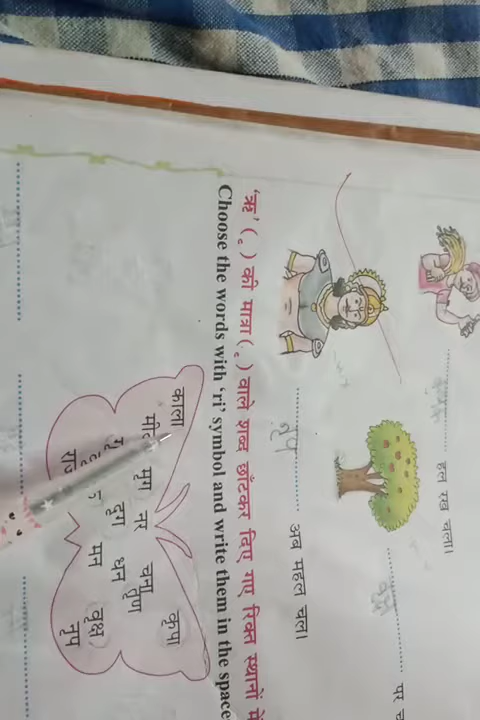 हल रख चला।
पर च
नृप अब महल चला।
'ऋ' ( ृ ) की मात्रा ( ृ ) वाले शब्द छाँटकर दिए गए रिक्त स्थानों में
Choose the words with 'ri' symbol and write them in the space
काला
मृग नर चना कृपा
दृग धन तृण
मन वृक्ष
नृप